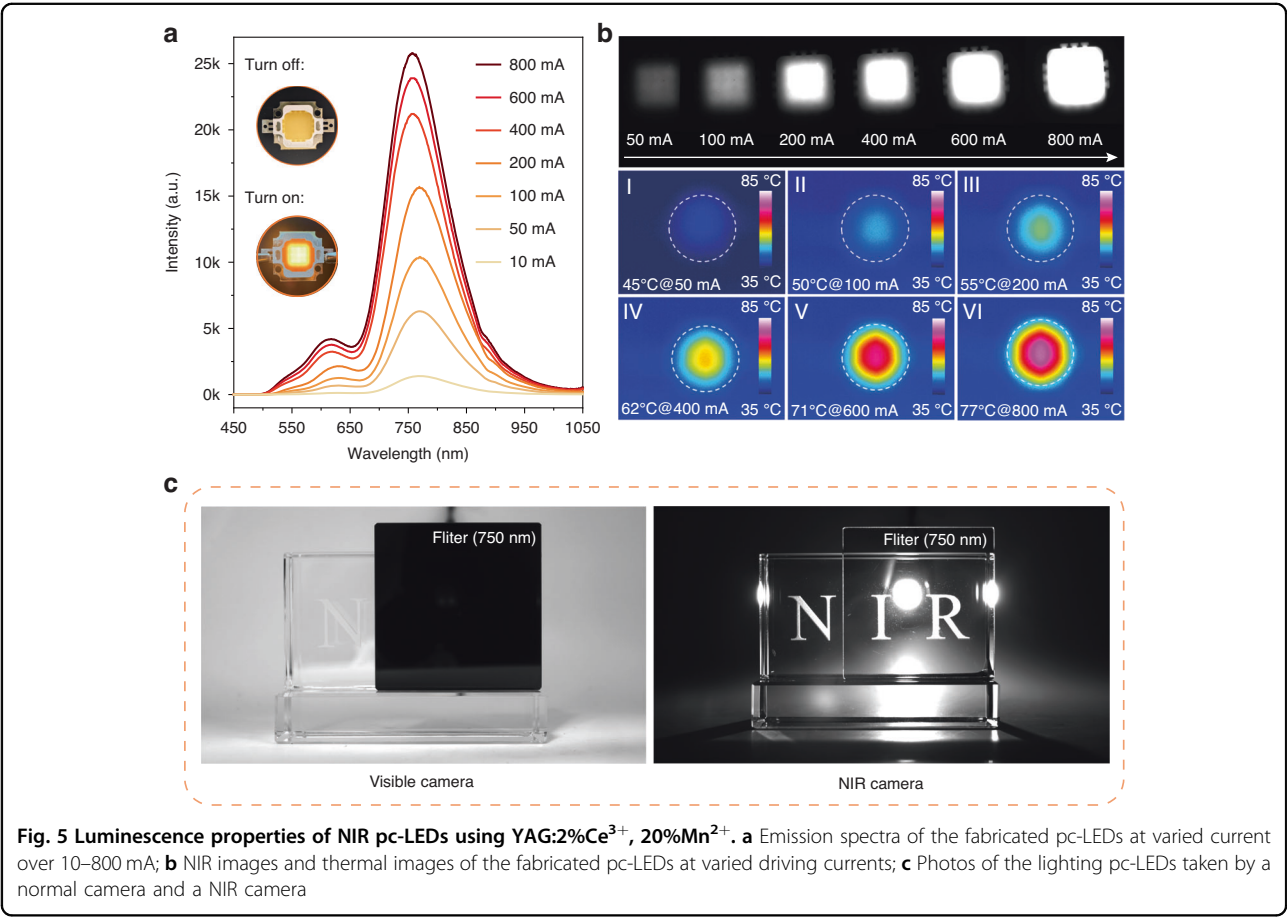 a
Intensity (a.u.)
25k
20k
15k
10k
5k
0k
450 550 650 750 850 950 1050
Wavelength (nm)
Turn off:
Turn on:
800 mA
600 mA
400 mA
200 mA
100 mA
50 mA
10 mA
b
50 mA 100 mA 200 mA 400 mA 600 mA 800 mA
I 85 °C II 85 °C III 85 °C
45°C@50 mA 35 °C 50°C@100 mA 35 °C 55°C@200 mA 35 °C
IV 85 °C V 85 °C VI 85 °C
62°C@400 mA 35 °C 71°C@600 mA 35 °C 77°C@800 mA 35 °C
c
Fliter (750 nm)
N
Visible camera
Fliter (750 nm)
N I R
NIR camera
Fig. 5 Luminescence properties of NIR pc-LEDs using YAG:2%Ce³⁺, 20%Mn²⁺. a Emission spectra of the fabricated pc-LEDs at varied current
over 10–800 mA; b NIR images and thermal images of the fabricated pc-LEDs at varied driving currents; c Photos of the lighting pc-LEDs taken by a
normal camera and a NIR camera